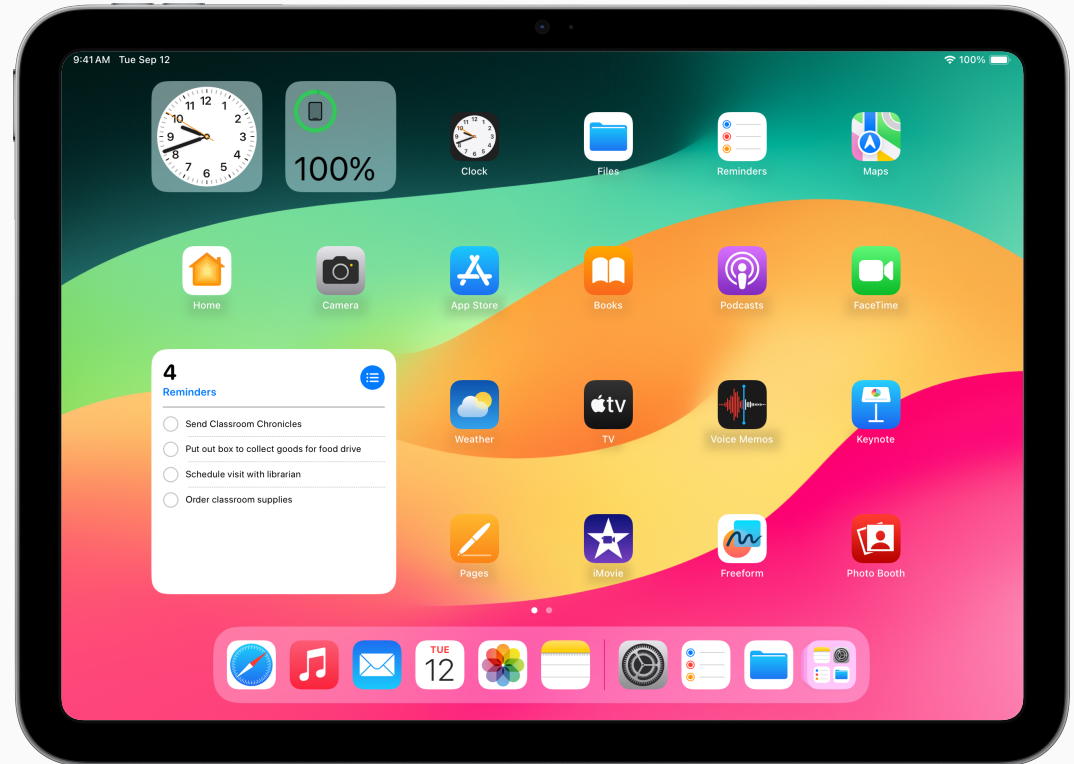 9:41 AM Tue Sep 12
100%
12
1
2
3
4
5
6
7
8
9
10
11
100%
Clock
Files
Reminders
Maps
Home
Camera
App Store
Books
Podcasts
FaceTime
4
Reminders
Send Classroom Chronicles
Put out box to collect goods for food drive
Schedule visit with librarian
Order classroom supplies
Weather
tv
TV
Voice Memos
Keynote
Pages
iMovie
Freeform
Photo Booth
TUE
12